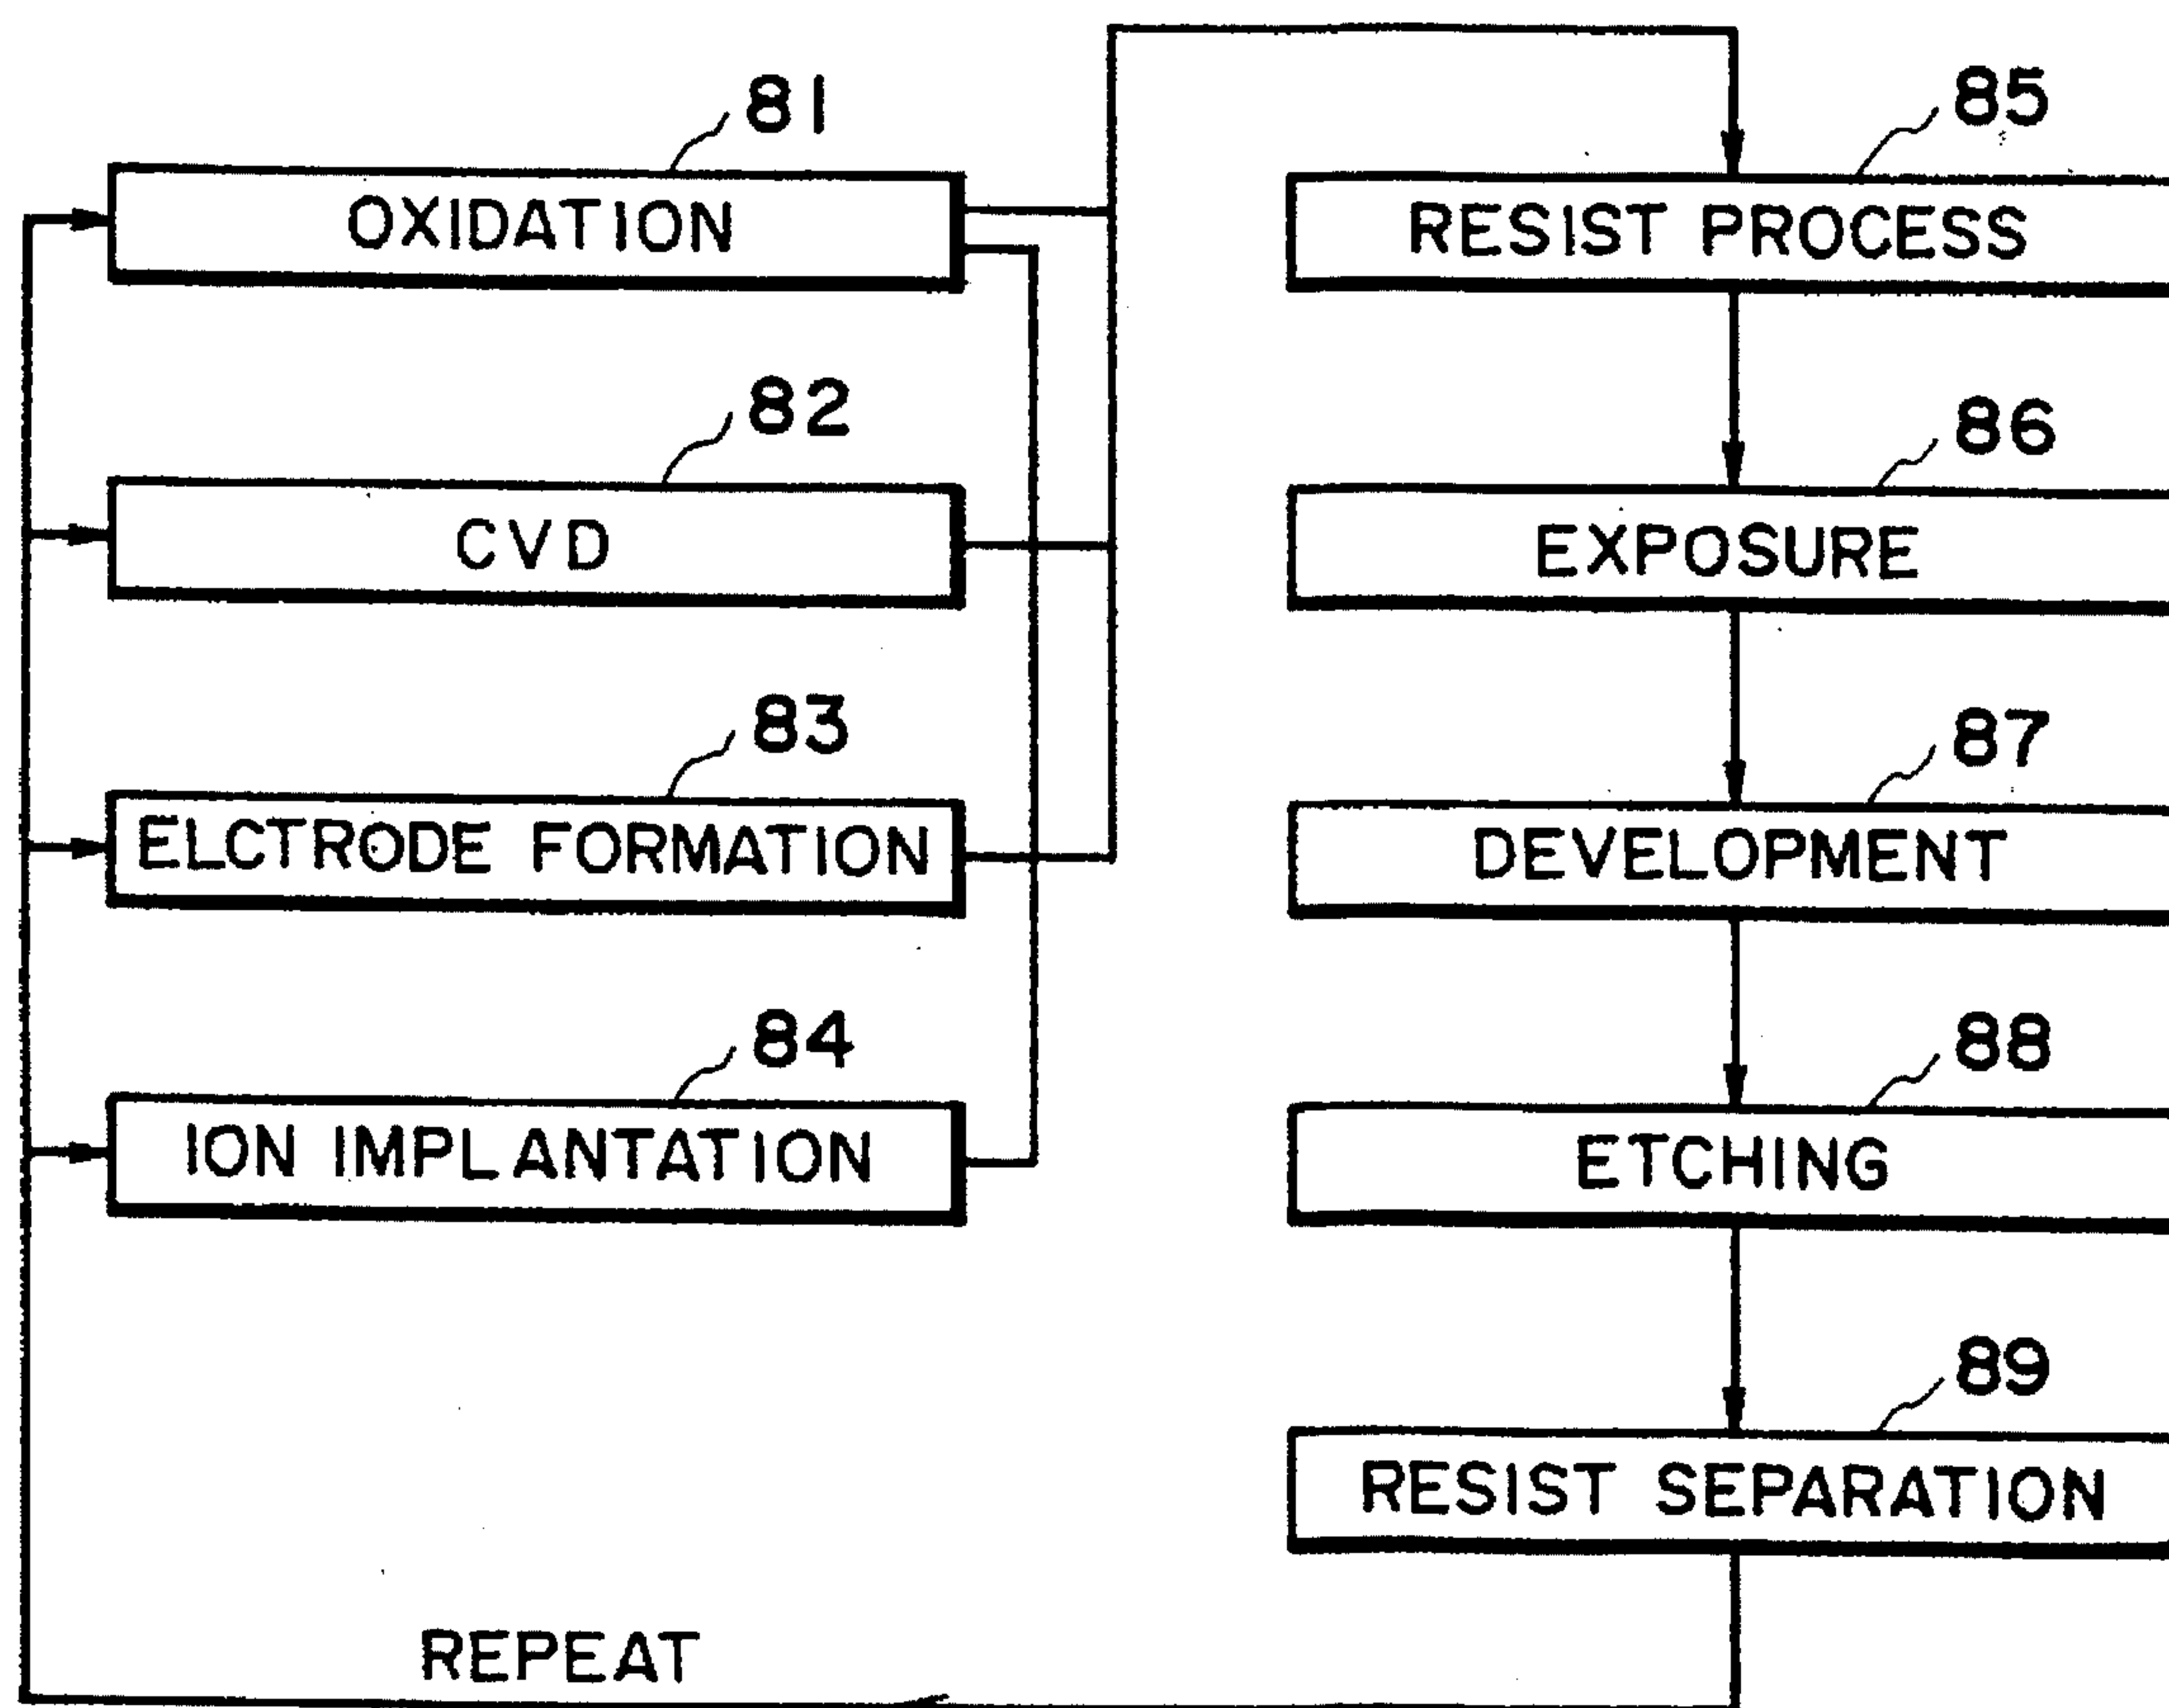 81
OXIDATION
82
CVD
83
ELCTRODE FORMATION
84
ION IMPLANTATION
85
RESIST PROCESS
86
EXPOSURE
87
DEVELOPMENT
88
ETCHING
89
RESIST SEPARATION
REPEAT